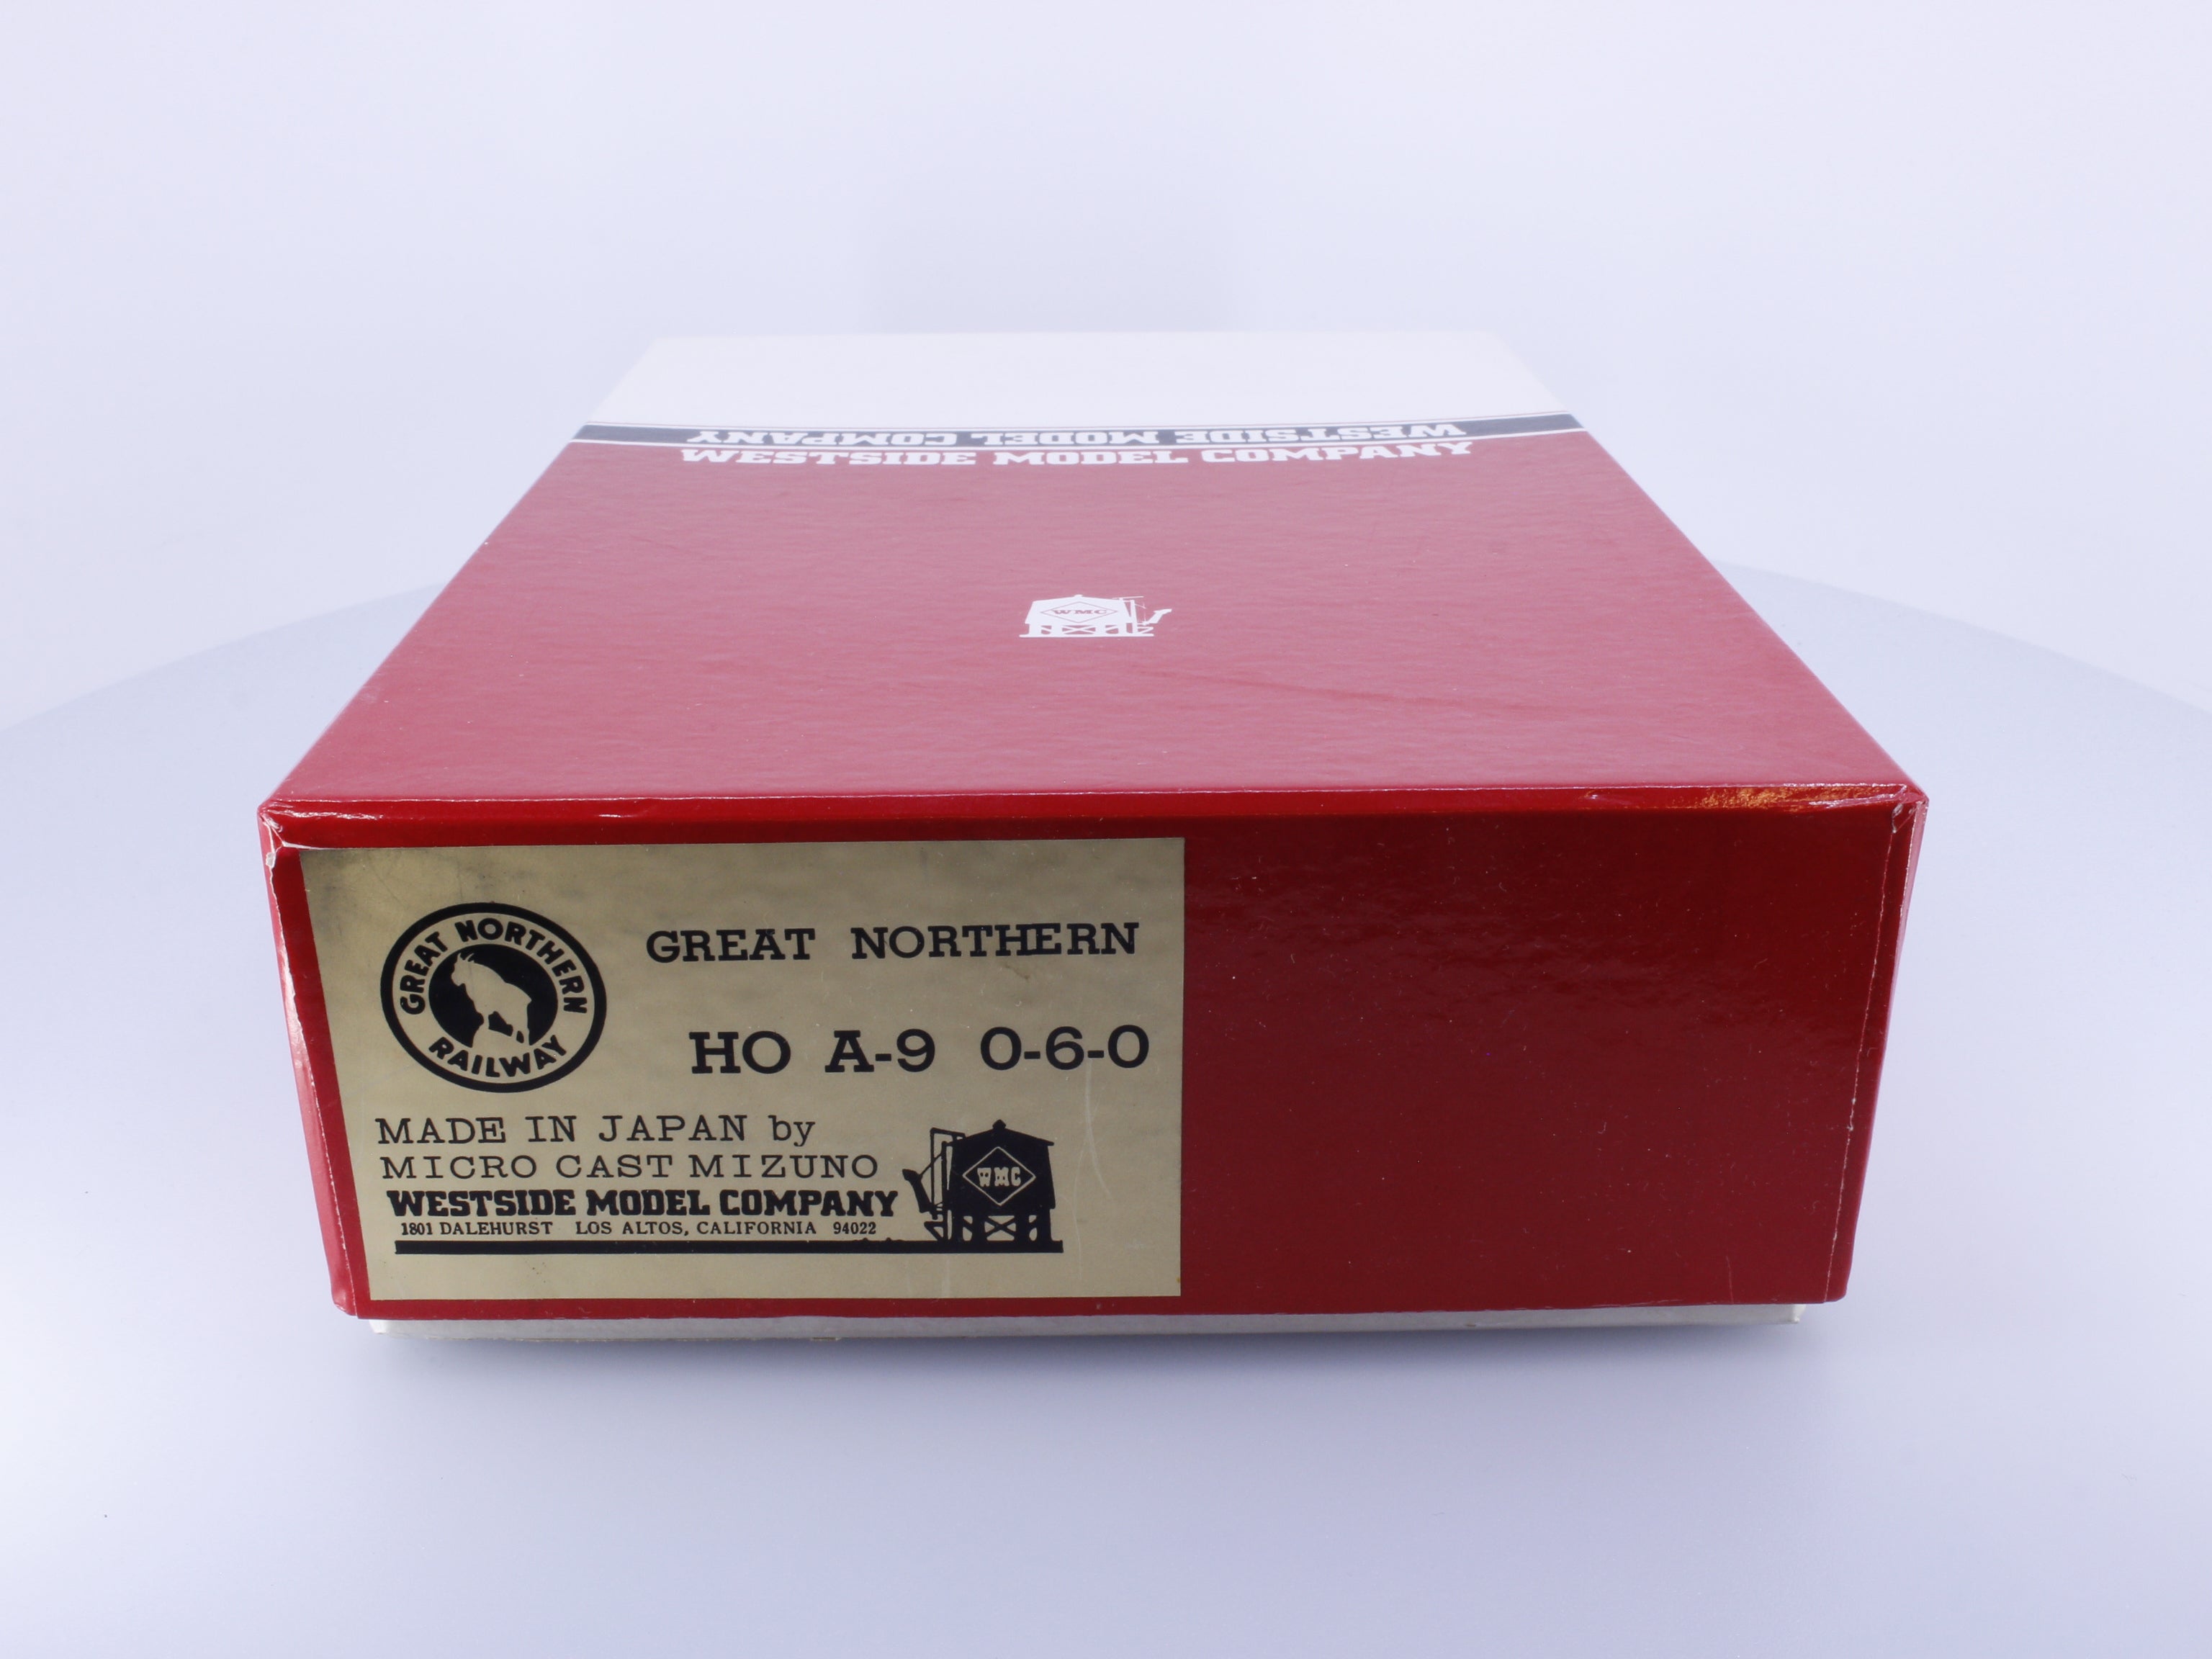 WESTSIDE MODEL COMPANY
WESTSIDE MODEL COMPANY
WMC
GREAT NORTHERN
RAILWAY
GREAT NORTHERN
HO A-9 0-6-0
MADE IN JAPAN by
MICRO CAST MIZUNO
WESTSIDE MODEL COMPANY
1801 DALEHURST LOS ALTOS, CALIFORNIA 94022
WMC